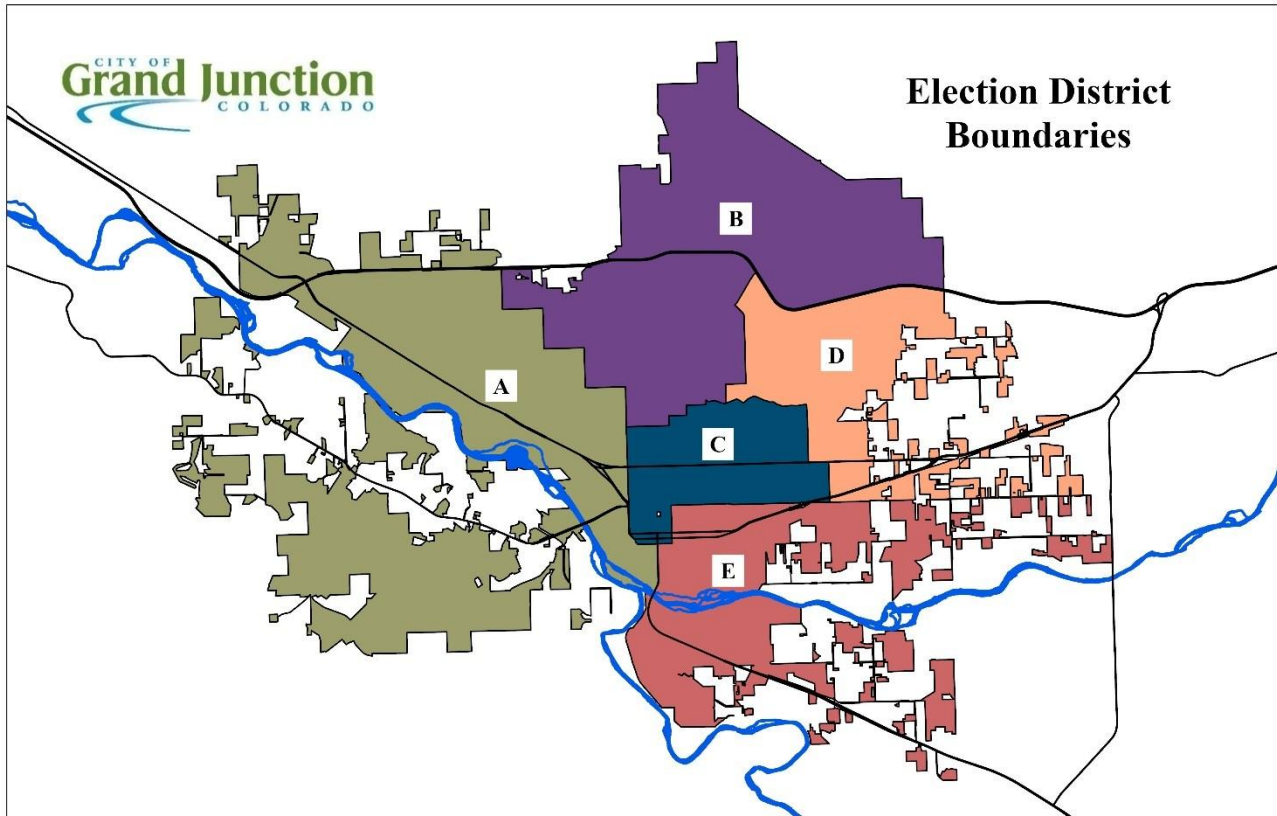 CITY OF
Grand Junction
COLORADO
Election District
Boundaries
B
D
A
C
E